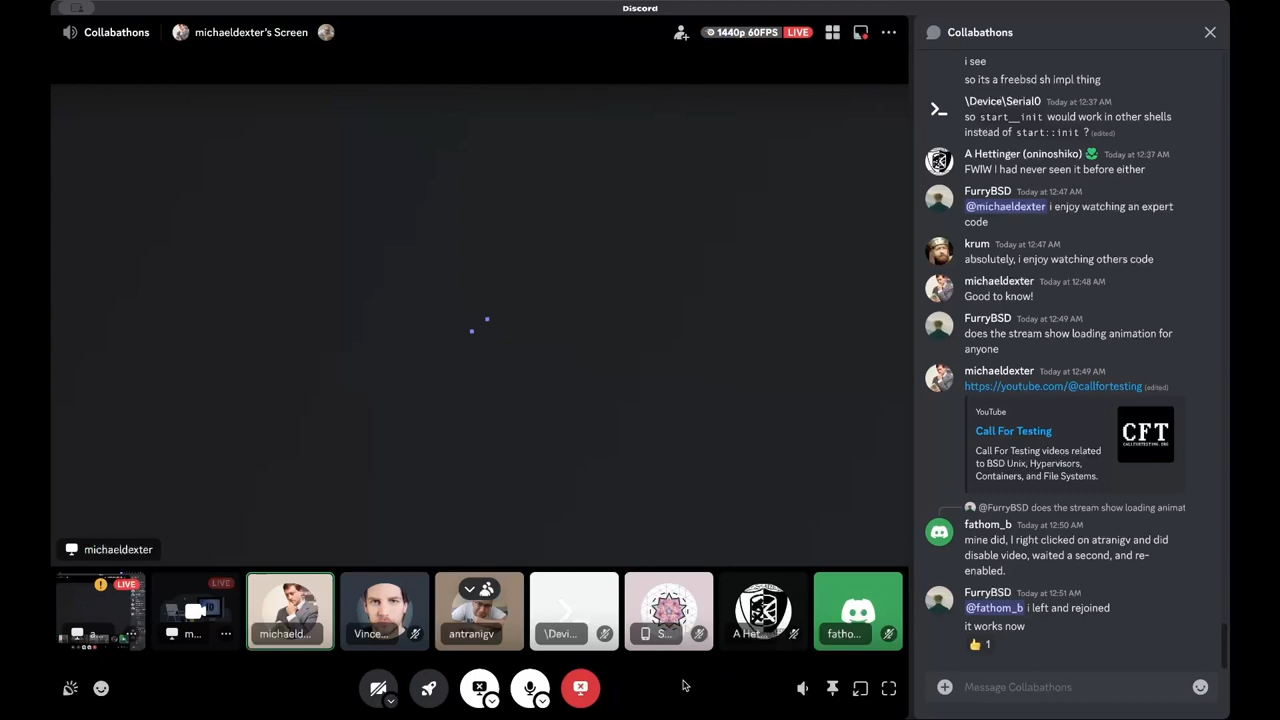 Discord
Collabathons
michaeldexter's Screen
1440p 60FPS LIVE
michaeldexter
LIVE
a...
LIVE
m...
michaeld...
Vince...
antranigv
\Devi...
S...
A Het...
fatho...
Collabathons
i see
so its a freebsd sh impl thing
\Device\Serial0 Today at 12:37 AM
so start__init would work in other shells
instead of start::init ? (edited)
A Hettinger (oninoshiko) Today at 12:37 AM
FWIW I had never seen it before either
FurryBSD Today at 12:47 AM
@michaeldexter i enjoy watching an expert
code
krum Today at 12:47 AM
absolutely, i enjoy watching others code
michaeldexter Today at 12:48 AM
Good to know!
FurryBSD Today at 12:49 AM
does the stream show loading animation for
anyone
michaeldexter Today at 12:49 AM
https://youtube.com/@callfortesting (edited)
YouTube
Call For Testing
Call For Testing videos related
to BSD Unix, Hypervisors,
Containers, and File Systems.
CFT
CALLFORTESTING.ORG
@FurryBSD does the stream show loading animat
fathom_b Today at 12:50 AM
mine did, I right clicked on atranigv and did
disable video, waited a second, and re-
enabled.
FurryBSD Today at 12:51 AM
@fathom_b i left and rejoined
it works now
👍 1
Message Collabathons